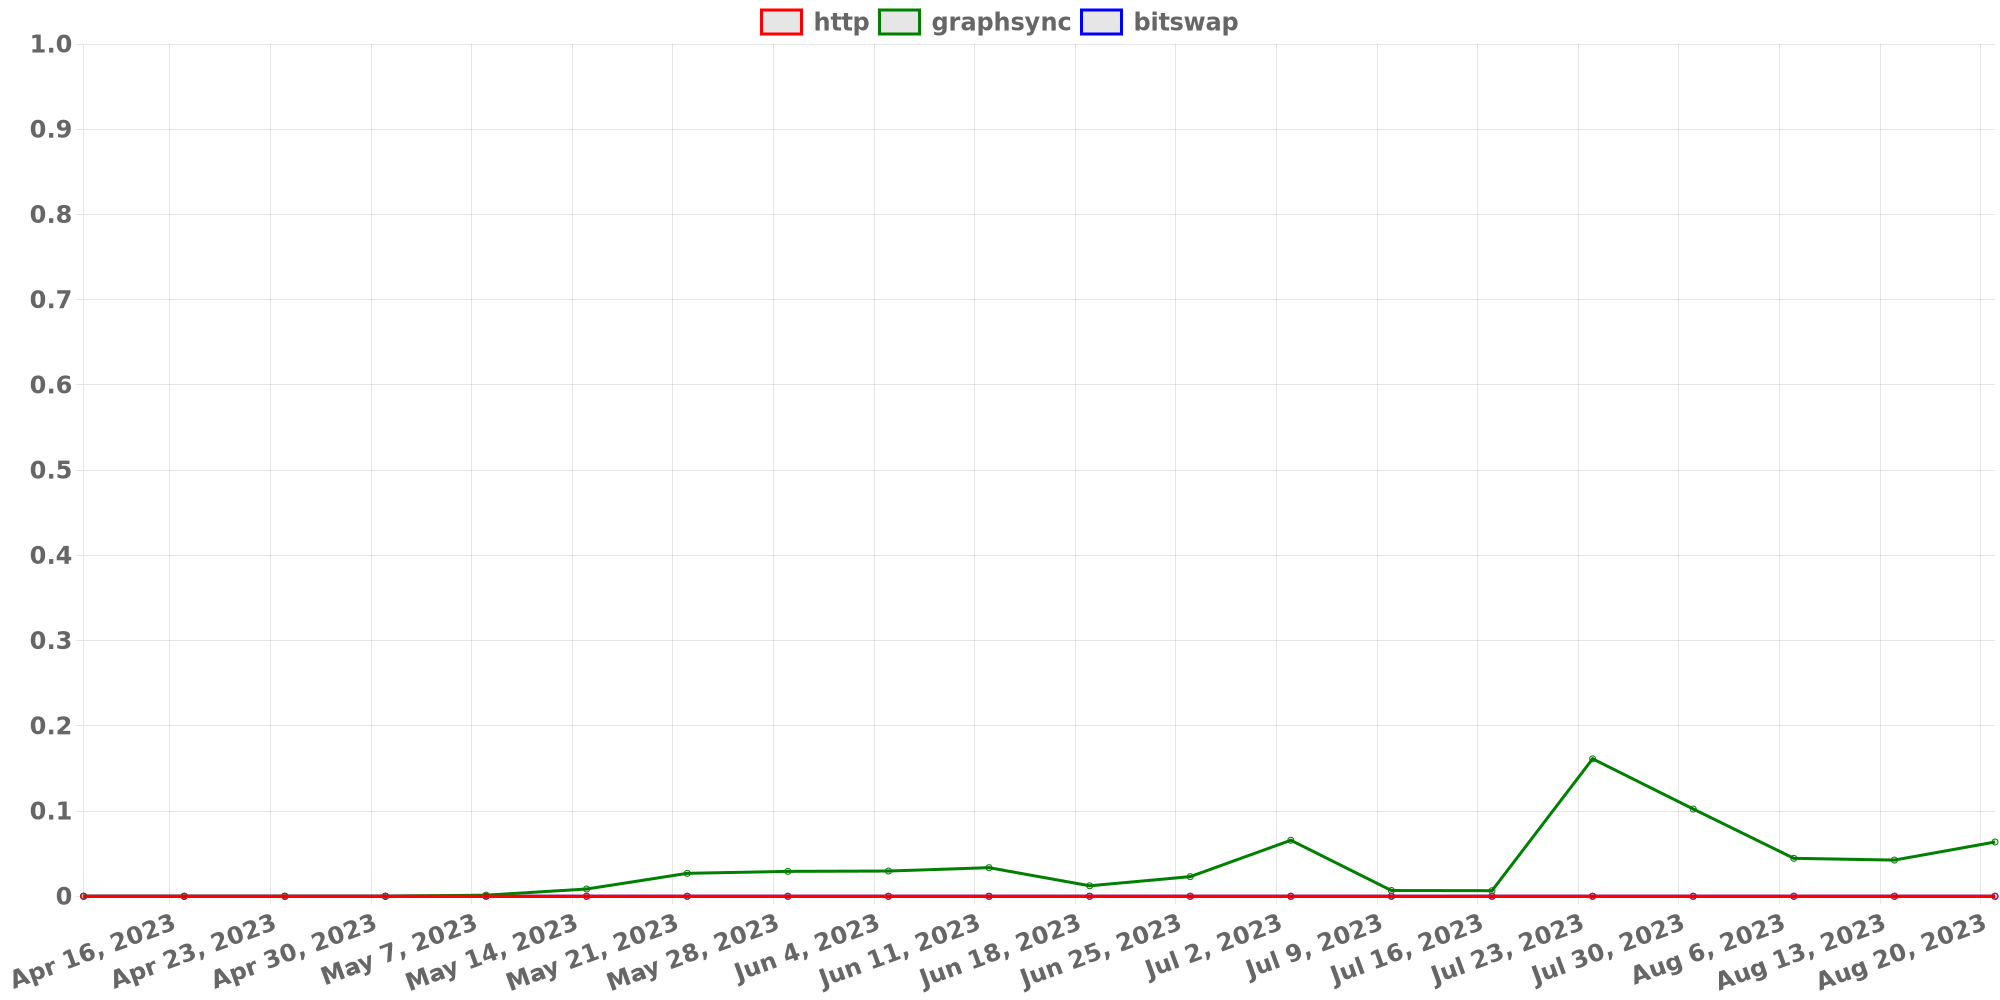 http graphsync bitswap
1.0
0.9
0.8
0.7
0.6
0.5
0.4
0.3
0.2
0.1
0
Apr 16, 2023
Apr 23, 2023
Apr 30, 2023
May 7, 2023
May 14, 2023
May 21, 2023
May 28, 2023
Jun 4, 2023
Jun 11, 2023
Jun 18, 2023
Jun 25, 2023
Jul 2, 2023
Jul 9, 2023
Jul 16, 2023
Jul 23, 2023
Jul 30, 2023
Aug 6, 2023
Aug 13, 2023
Aug 20, 2023